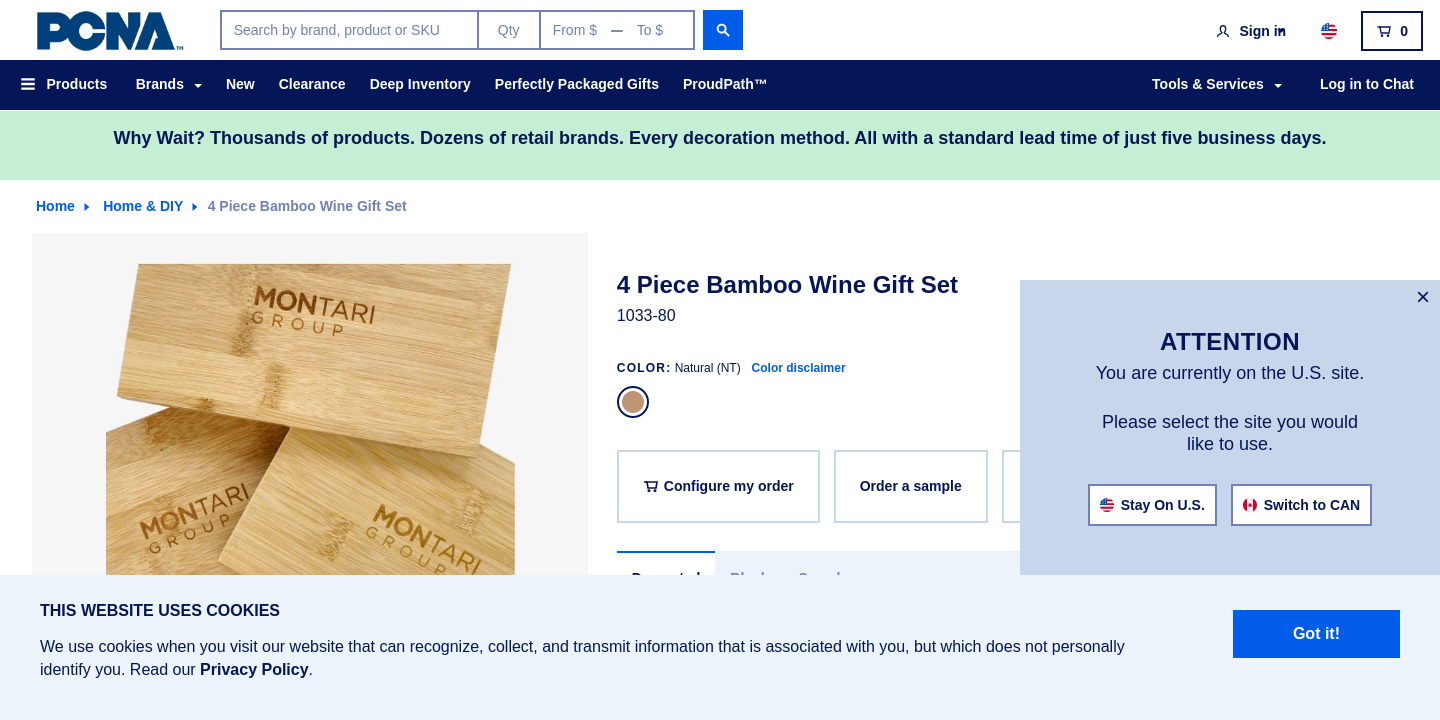 PCNA™
Search by brand, product or SKU
Qty
From $ — To $
Sign in
0
Products
Brands
New
Clearance
Deep Inventory
Perfectly Packaged Gifts
ProudPath™
Tools & Services
Log in to Chat
Why Wait? Thousands of products. Dozens of retail brands. Every decoration method. All with a standard lead time of just five business days.
Home
Home & DIY
4 Piece Bamboo Wine Gift Set
MONTARI
GROUP
MONTARI
GROUP
MONTARI
GROUP
4 Piece Bamboo Wine Gift Set
1033-80
COLOR: Natural (NT) Color disclaimer
Configure my order
Order a sample
×
ATTENTION
You are currently on the U.S. site.
Please select the site you would
like to use.
Stay On U.S.
Switch to CAN
THIS WEBSITE USES COOKIES
We use cookies when you visit our website that can recognize, collect, and transmit information that is associated with you, but which does not personally
identify you. Read our Privacy Policy.
Got it!